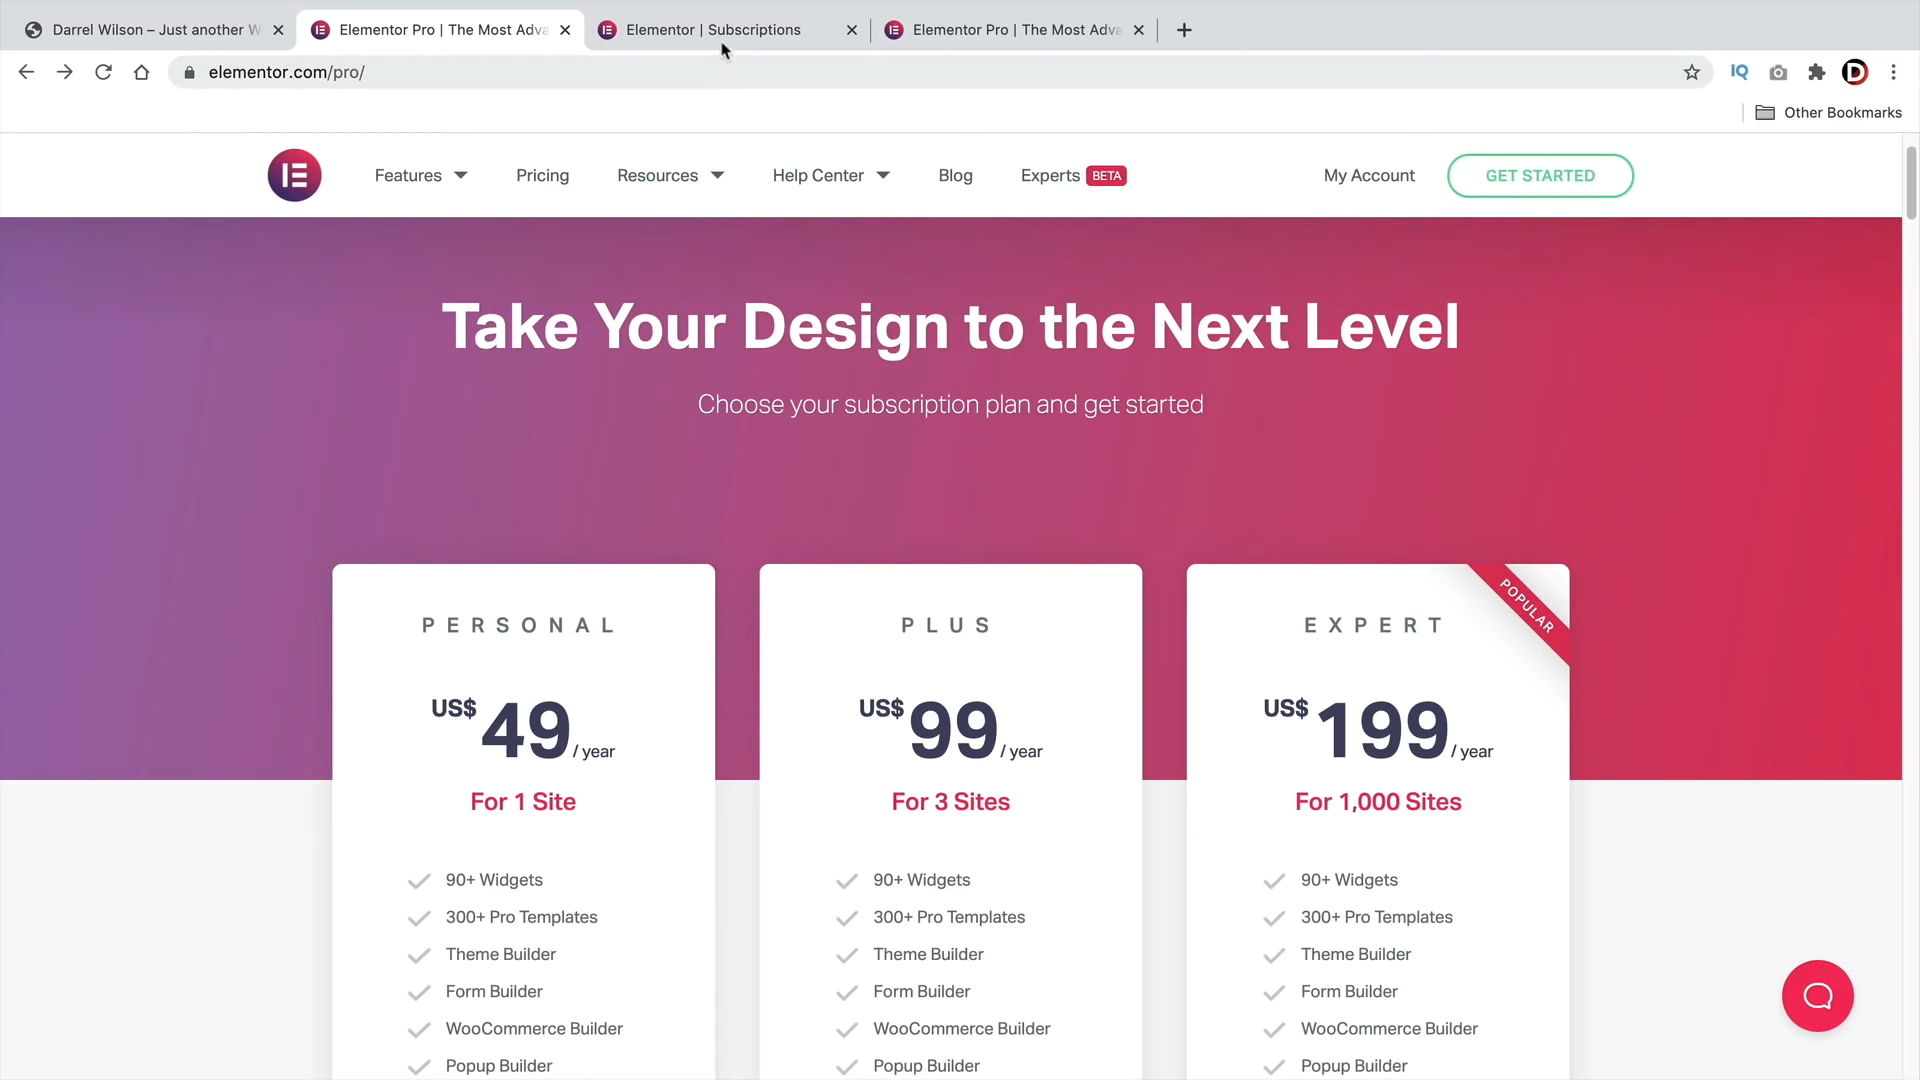 Darrel Wilson – Just another W
Elementor Pro | The Most Adva
Elementor | Subscriptions
Elementor Pro | The Most Adva
elementor.com/pro/
IQ
D
Other Bookmarks
Features
Pricing
Resources
Help Center
Blog
Experts BETA
My Account
GET STARTED
Take Your Design to the Next Level
Choose your subscription plan and get started
PERSONAL
US$ 49 / year
For 1 Site
90+ Widgets
300+ Pro Templates
Theme Builder
Form Builder
WooCommerce Builder
Popup Builder
PLUS
US$ 99 / year
For 3 Sites
90+ Widgets
300+ Pro Templates
Theme Builder
Form Builder
WooCommerce Builder
Popup Builder
POPULAR
EXPERT
US$ 199 / year
For 1,000 Sites
90+ Widgets
300+ Pro Templates
Theme Builder
Form Builder
WooCommerce Builder
Popup Builder